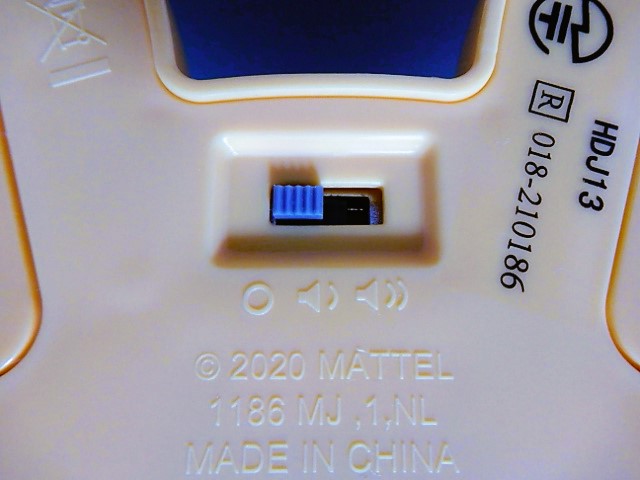 R 018-210186
HDJ13
© 2020 MATTEL
1186 MJ ,1,NL
MADE IN CHINA